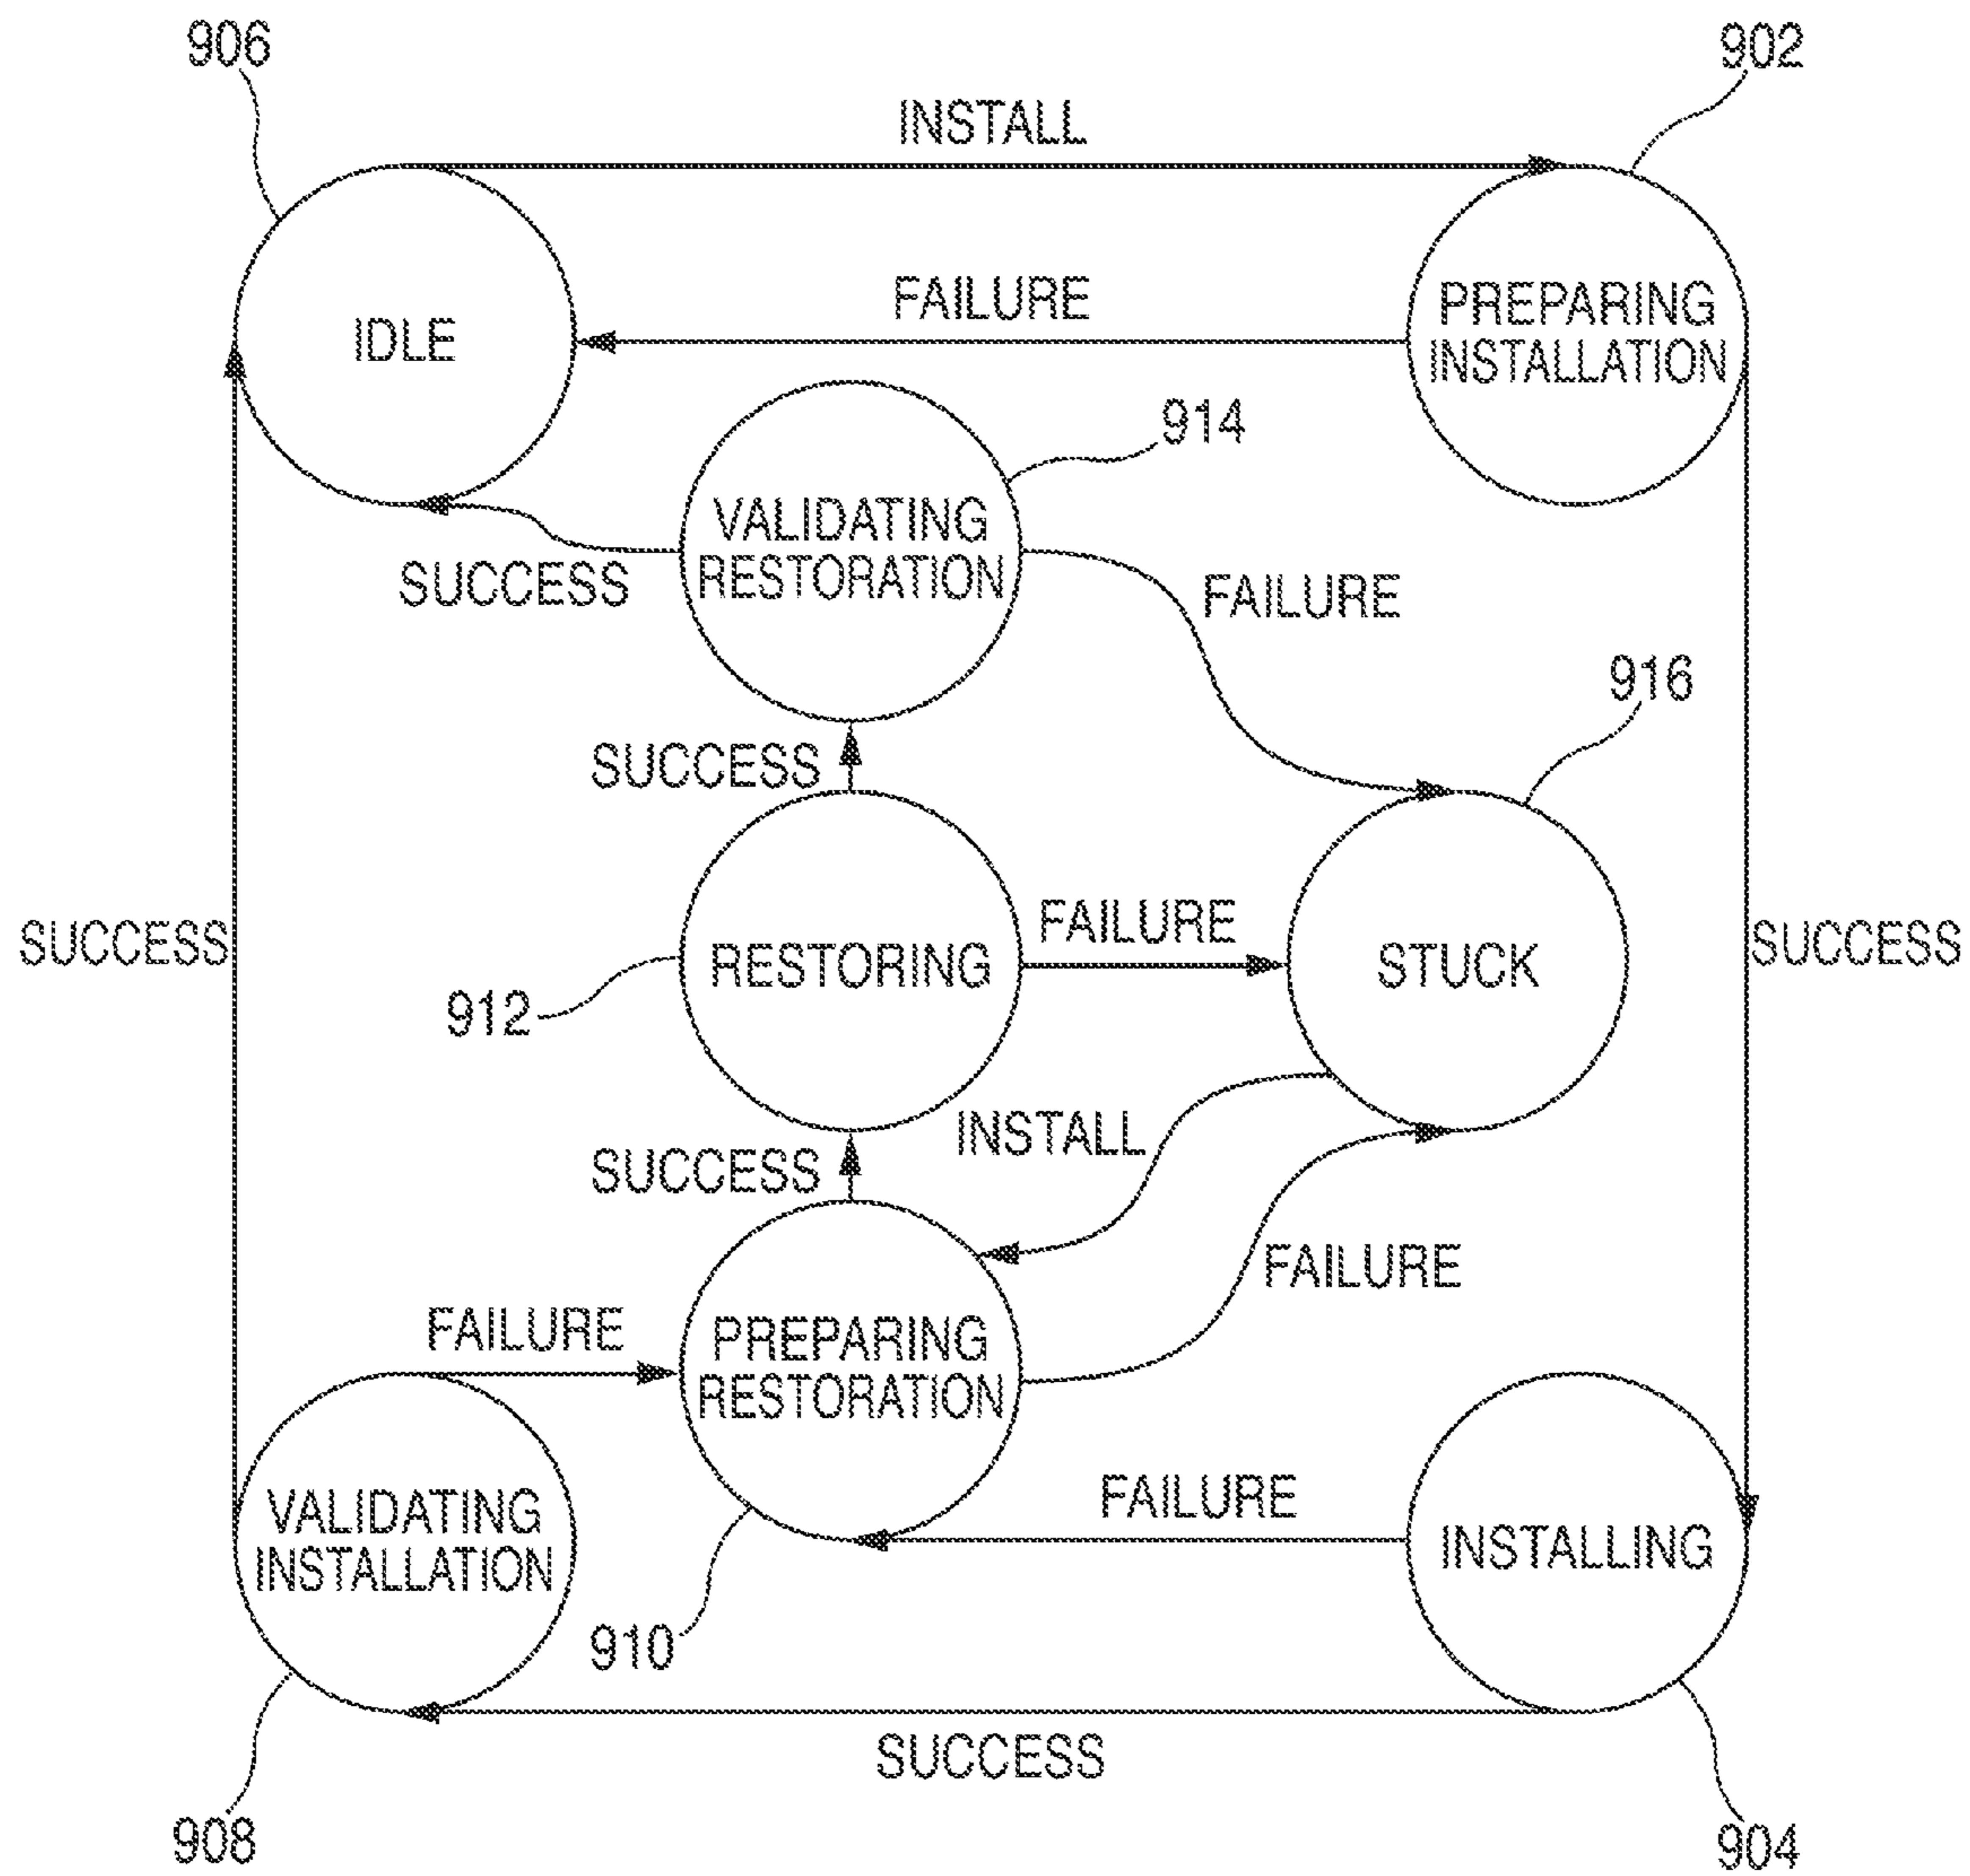 906
902
INSTALL
IDLE
FAILURE
PREPARING
INSTALLATION
914
VALIDATING
RESTORATION
SUCCESS
FAILURE
916
SUCCESS
SUCCESS
RESTORING
FAILURE
STUCK
SUCCESS
912
INSTALL
SUCCESS
FAILURE
FAILURE
PREPARING
RESTORATION
VALIDATING
INSTALLATION
FAILURE
INSTALLING
910
SUCCESS
908
904